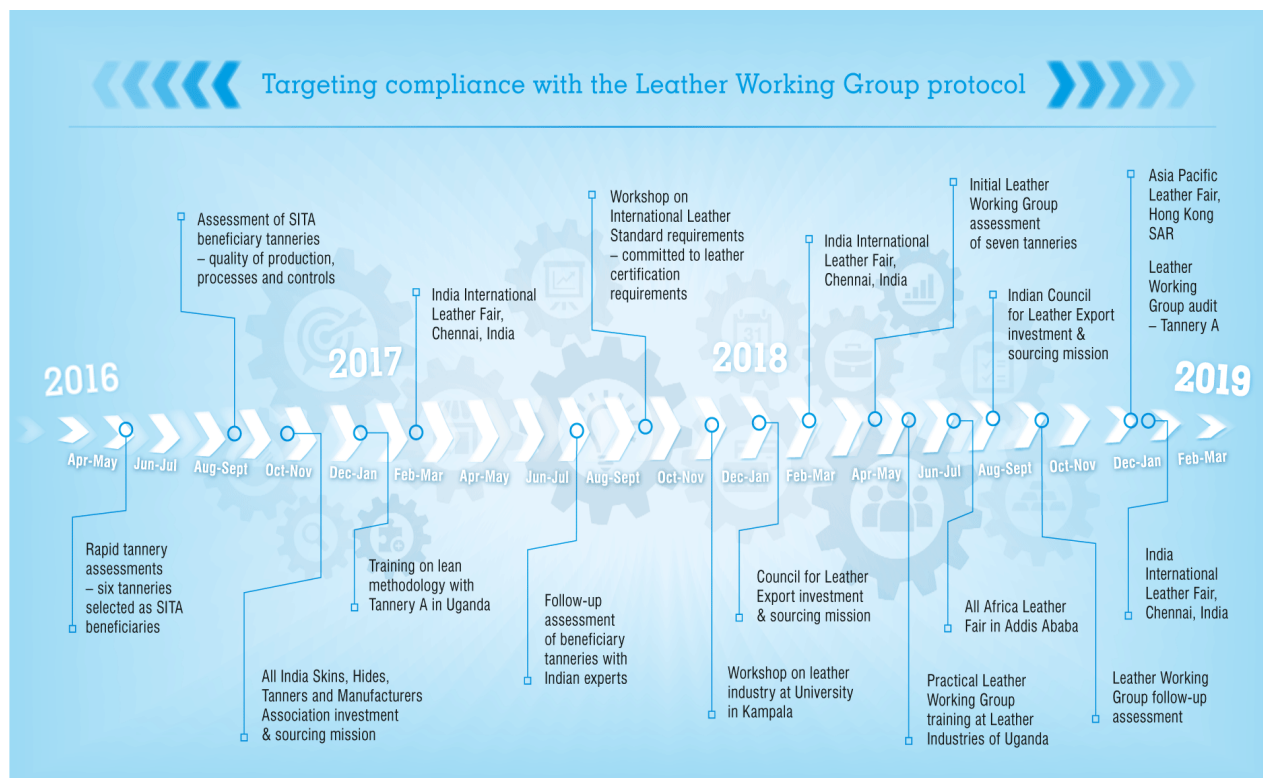 Targeting compliance with the Leather Working Group protocol
Assessment of SITA
beneficiary tanneries
– quality of production,
processes and controls
India International
Leather Fair,
Chennai, India
Workshop on
International Leather
Standard requirements
– committed to leather
certification
requirements
India International
Leather Fair,
Chennai, India
Initial Leather
Working Group
assessment
of seven tanneries
Indian Council
for Leather Export
investment &
sourcing mission
Asia Pacific
Leather Fair,
Hong Kong
SAR
Leather
Working
Group audit
– Tannery A
2016
2017
31
2018
2019
Apr-May
Jun-Jul
Aug-Sept
Oct-Nov
Dec-Jan
Feb-Mar
Apr-May
Jun-Jul
Aug-Sept
Oct-Nov
Dec-Jan
Feb-Mar
Apr-May
Jun-Jul
Aug-Sept
Oct-Nov
Dec-Jan
Feb-Mar
Rapid tannery
assessments
– six tanneries
selected as SITA
beneficiaries
All India Skins, Hides,
Tanners and Manufacturers
Association investment
& sourcing mission
Training on lean
methodology with
Tannery A in Uganda
Follow-up
assessment
of beneficiary
tanneries with
Indian experts
Workshop on leather
industry at University
in Kampala
Council for Leather
Export investment
& sourcing mission
Practical Leather
Working Group
training at Leather
Industries of Uganda
All Africa Leather
Fair in Addis Ababa
Leather Working
Group follow-up
assessment
India
International
Leather Fair,
Chennai, India